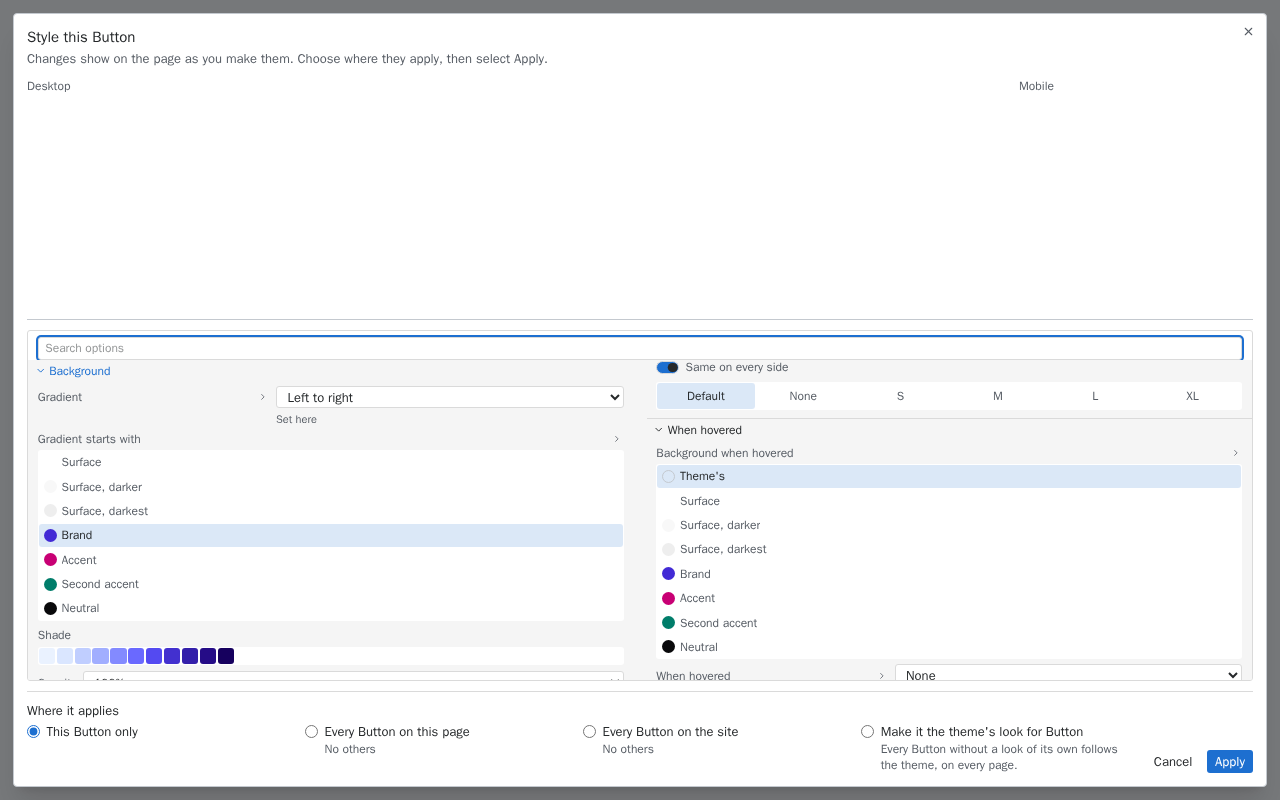 Style this Button
×
Changes show on the page as you make them. Choose where they apply, then select Apply.
Desktop
Mobile
Search options
Background
Gradient
Left to right
Set here
Gradient starts with
Surface
Surface, darker
Surface, darkest
Brand
Accent
Second accent
Neutral
Shade
Same on every side
Default
None
S
M
L
XL
When hovered
Background when hovered
Theme's
Surface
Surface, darker
Surface, darkest
Brand
Accent
Second accent
Neutral
When hovered
None
Where it applies
This Button only
Every Button on this page
No others
Every Button on the site
No others
Make it the theme's look for Button
Every Button without a look of its own follows
the theme, on every page.
Cancel
Apply